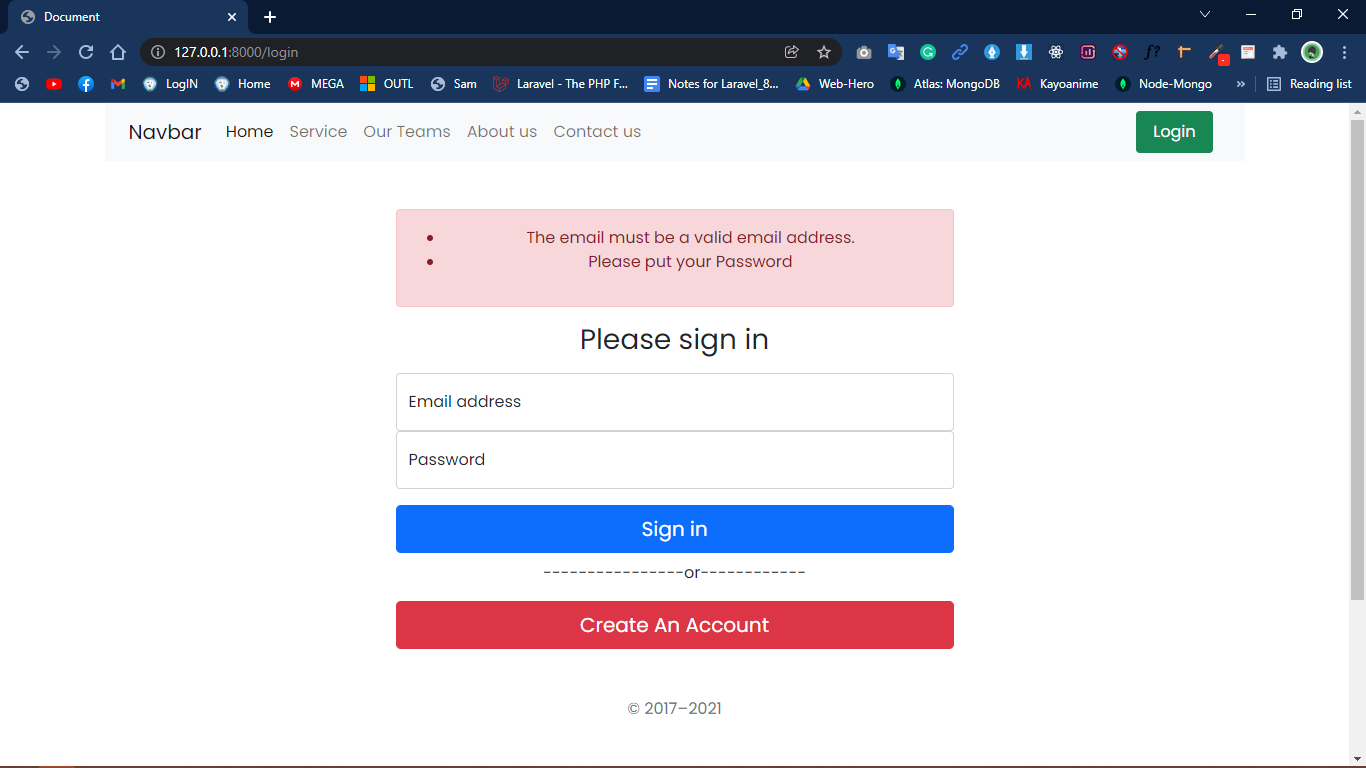 Document
127.0.0.1:8000/login
LogIN Home MEGA OUTL Sam Laravel - The PHP F... Notes for Laravel_8... Web-Hero Atlas: MongoDB KA Kayoanime Node-Mongo » Reading list
Navbar Home Service Our Teams About us Contact us Login
• The email must be a valid email address.
• Please put your Password
Please sign in
Email address
Password
Sign in
----------------or------------
Create An Account
© 2017–2021